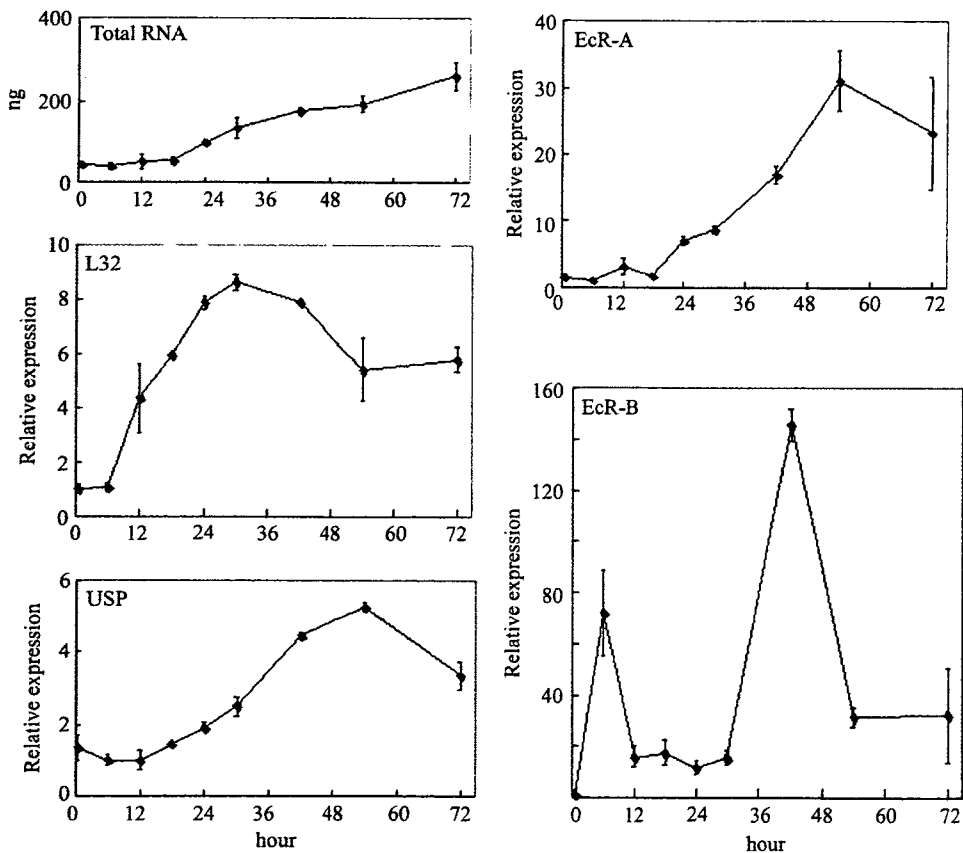 Total RNA
ng
400
200
0
0 12 24 36 48 60 72
L32
Relative expression
10
8
6
4
2
0
0 12 24 36 48 60 72
USP
Relative expression
6
4
2
0
0 12 24 36 48 60 72
hour
EcR-A
Relative expression
40
30
20
10
0
0 12 24 36 48 60 72
EcR-B
Relative expression
160
120
80
40
0 12 24 36 48 60 72
hour